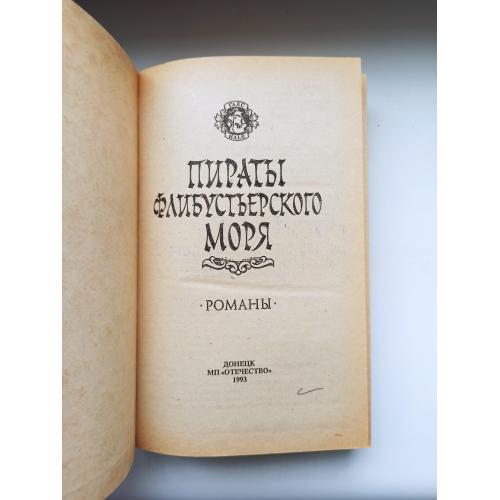 ПИРАТЫ
ФЛИБУСТЬЕРСКОГО
МОРЯ
·РОМАНЫ·
ДОНЕЦК
МП «ОТЕЧЕСТВО»
1993